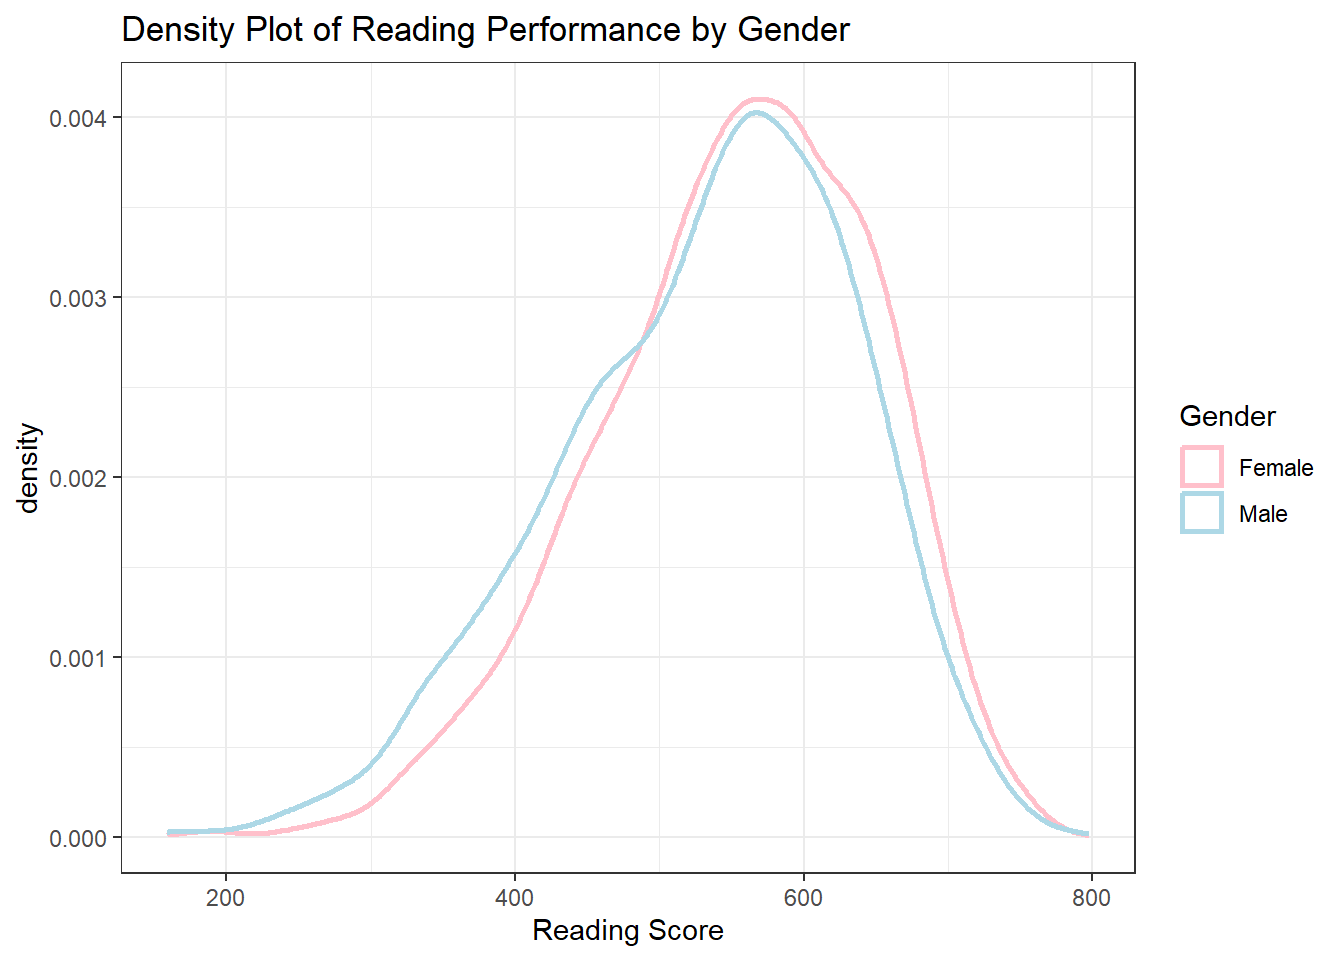 Density Plot of Reading Performance by Gender
0.004
0.003
0.002
0.001
0.000
density
200 400 600 800
Reading Score
Gender
Female
Male